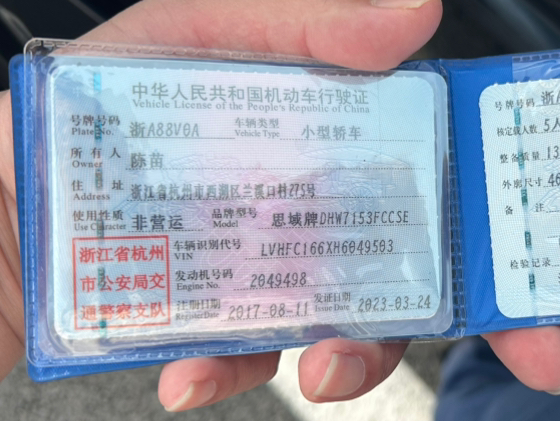 中华人民共和国机动车行驶证
Vehicle License of the People's Republic of China
号牌号码 浙A88V0A 车辆类型 小型轿车
Plate No. Vehicle Type
所有人 陈苗
Owner
住址 浙江省杭州市西湖区兰溪口村275号
Address
使用性质 非营运 品牌型号 思域牌DHW7153FCCSE
Use Character Model
浙江省杭州
市公安局交
通警察支队
车辆识别代号 LVHFC166XH6049503
VIN
发动机号码 2049498
Engine No.
注册日期 2017-08-11 发证日期 2023-03-24
Register Date Issue Date
号牌号码 浙
核定载人数 5人
整备质量 13
外廓尺寸 46
备注
检验记录